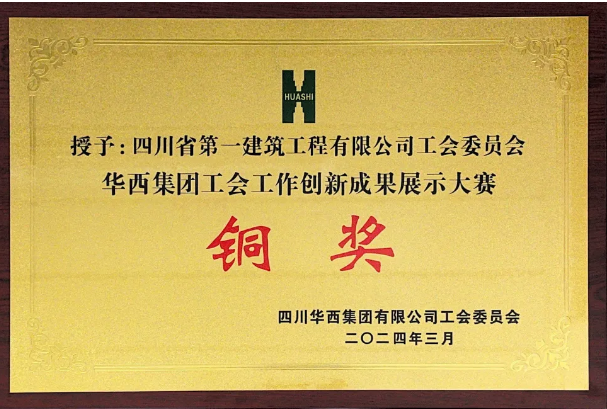 HUASHI
授予:四川省第一建筑工程有限公司工会委员会
华西集团工会工作创新成果展示大赛
铜 奖
四川华西集团有限公司工会委员会
二〇二四年三月